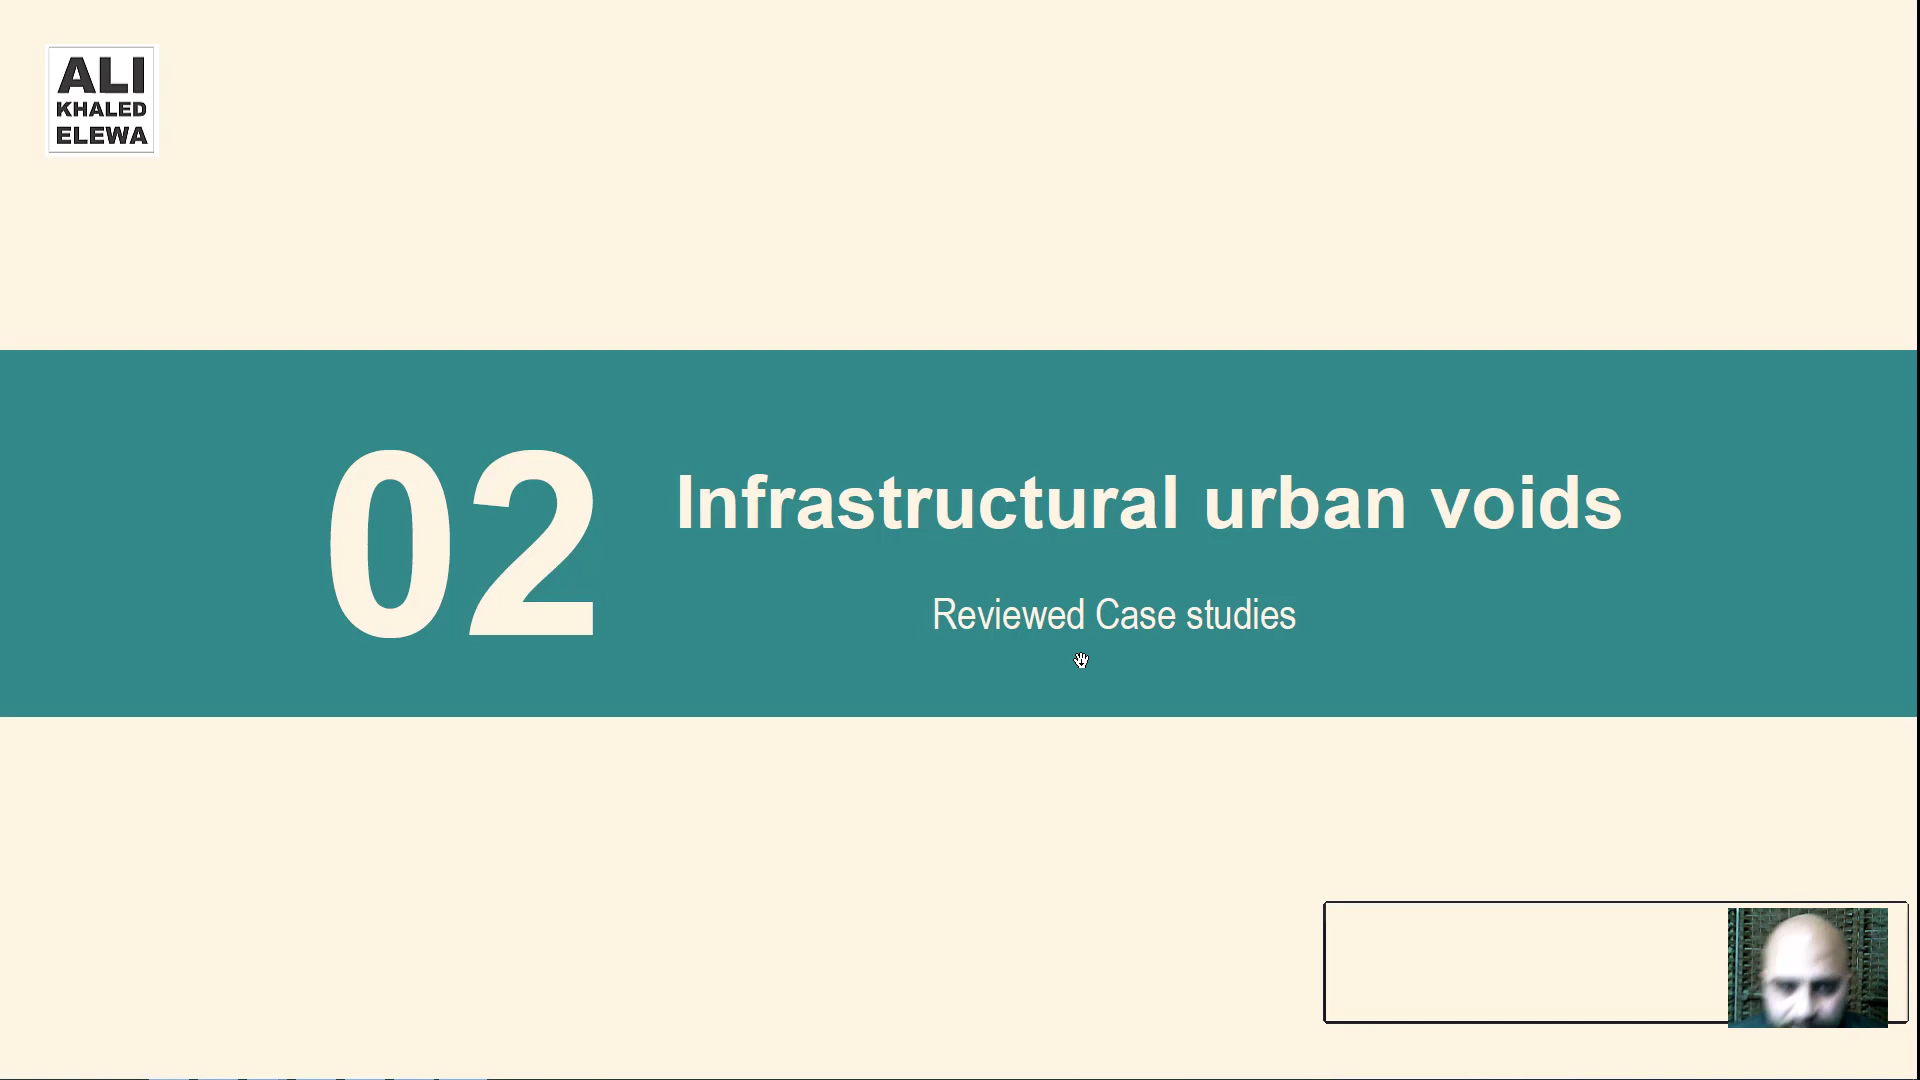 ALI
KHALED
ELEWA
02
Infrastructural urban voids
Reviewed Case studies